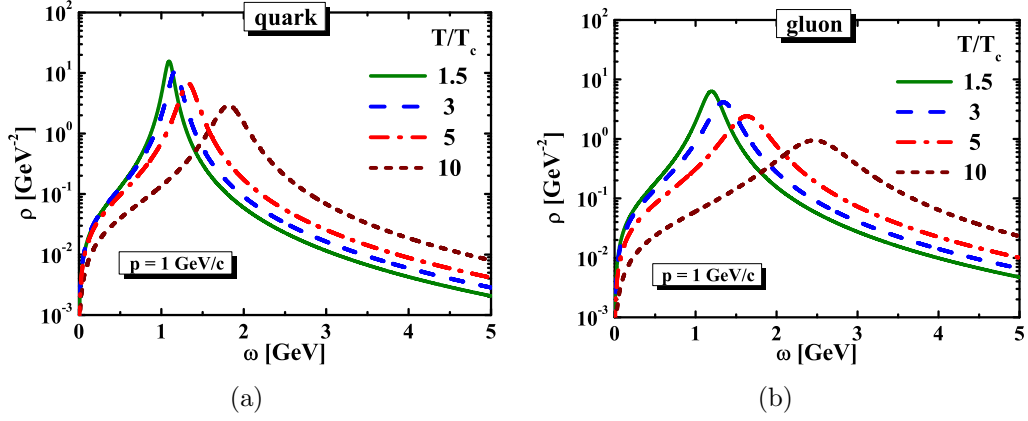 quark
10²
10¹
10⁰
10⁻¹
10⁻²
10⁻³
ρ [GeV⁻²]
T/T_c
1.5
3
5
10
p = 1 GeV/c
0 1 2 3 4 5
ω [GeV]
(a)
gluon
10²
10¹
10⁰
10⁻¹
10⁻²
10⁻³
ρ [GeV⁻²]
T/T_c
1.5
3
5
10
p = 1 GeV/c
0 1 2 3 4 5
ω [GeV]
(b)